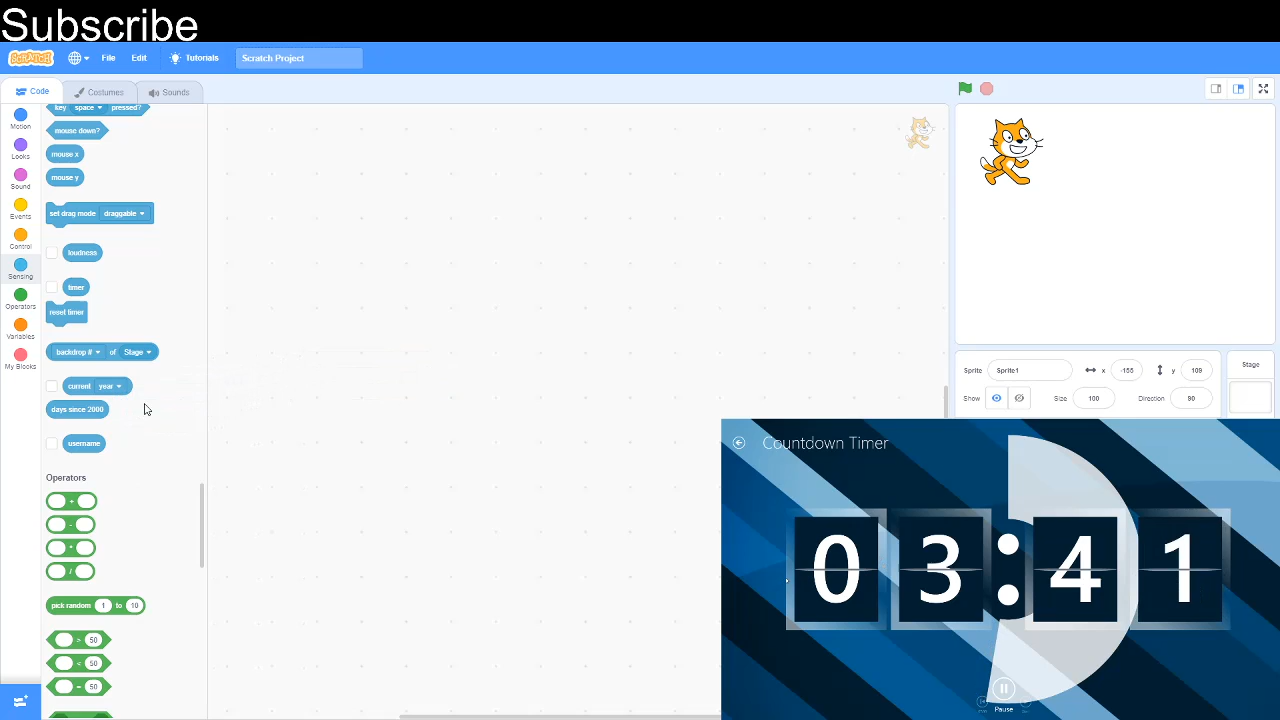 Subscribe
SCRATCH
File
Edit
Tutorials
Scratch Project
Code
Costumes
Sounds
Motion
Looks
Sound
Events
Control
Sensing
Operators
Variables
My Blocks
key space pressed?
mouse down?
mouse x
mouse y
set drag mode draggable
loudness
timer
reset timer
backdrop # of Stage
current year
days since 2000
username
Operators
+
-
*
/
pick random 1 to 10
> 50
< 50
= 50
Sprite Sprite1 x -155 y 109
Show Size 100 Direction 90
Stage
Countdown Timer
03:41
Pause